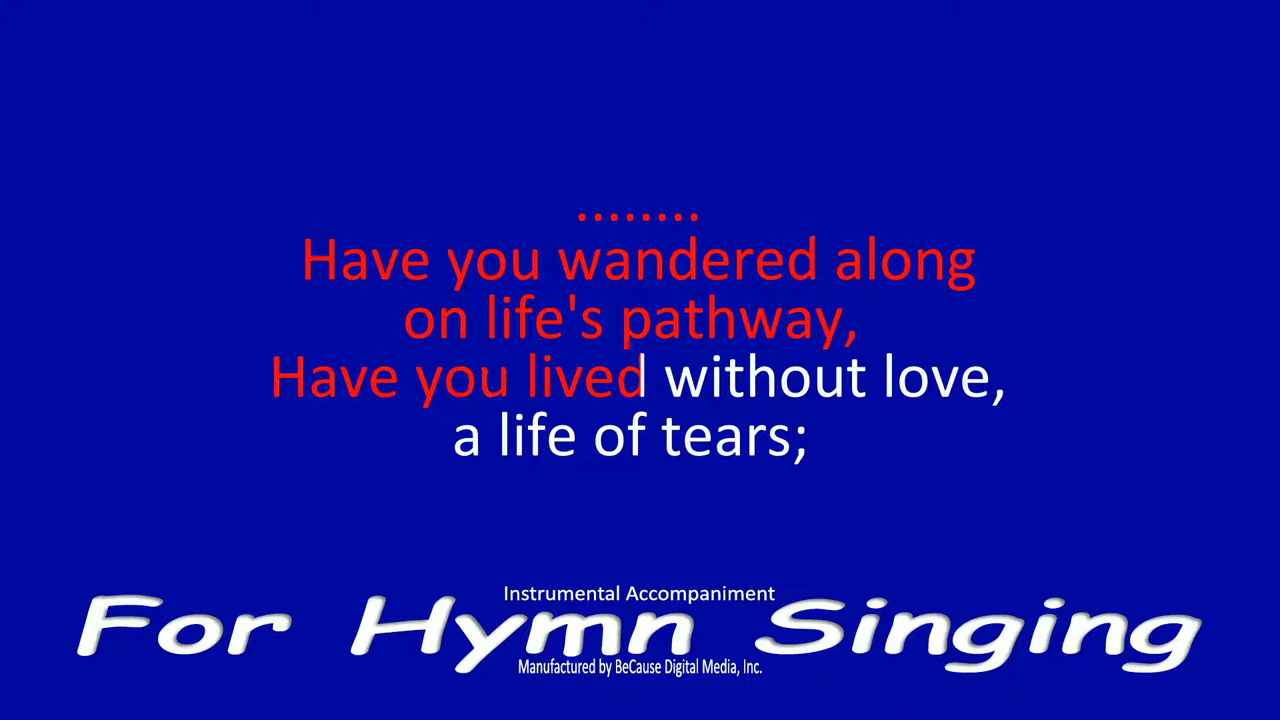 ........
Have you wandered along
on life's pathway,
Have you lived without love,
a life of tears;
Instrumental Accompaniment
For Hymn Singing
Manufactured by BeCause Digital Media, Inc.